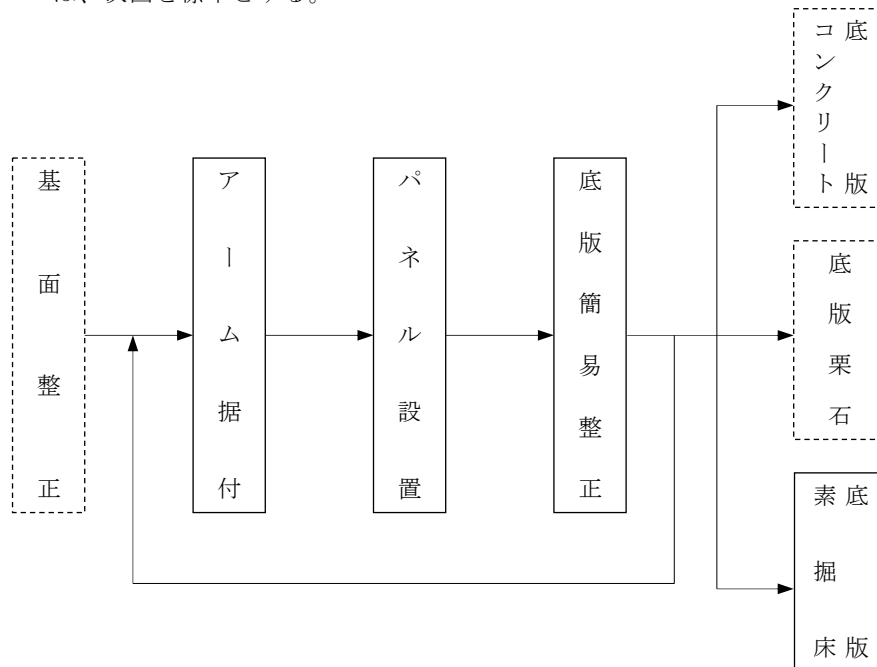 は、次図を標準とする。
基面整正
アーム据付
パネル設置
底版簡易整正
底版
コンクリート
底版栗石
底版
素掘床